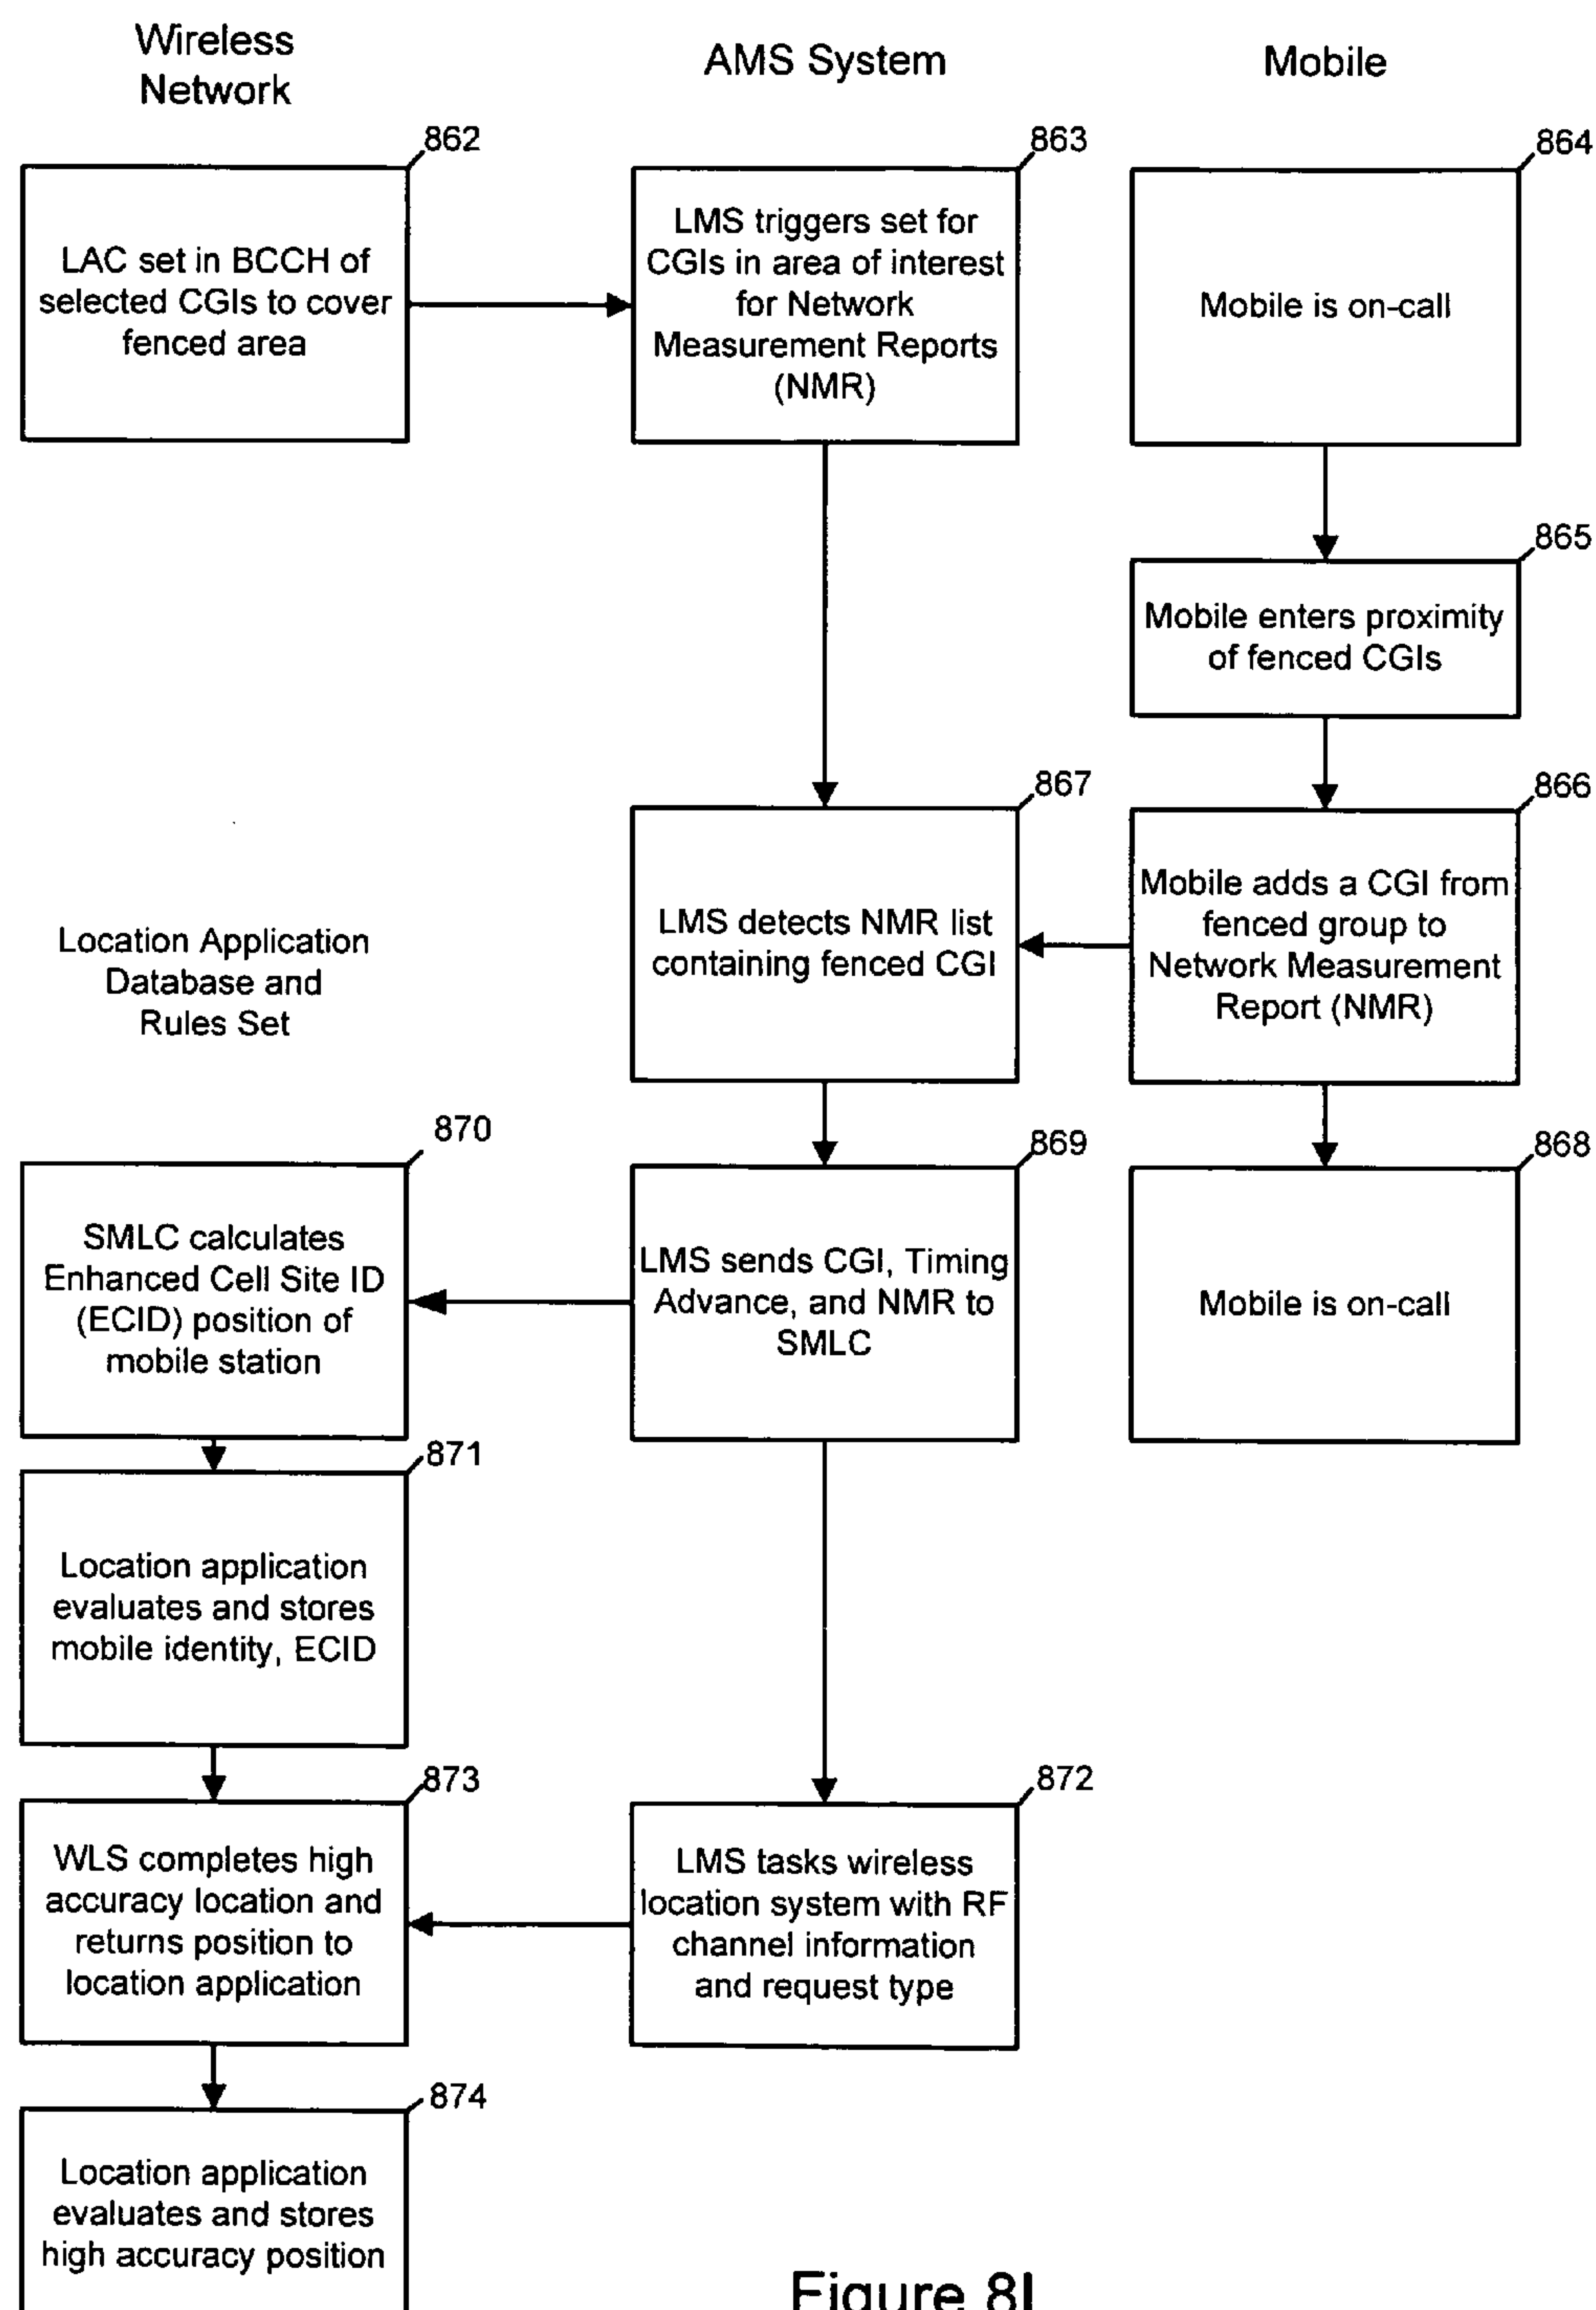 Wireless
Network
AMS System
Mobile
862
863
864
LAC set in BCCH of
selected CGIs to cover
fenced area
LMS triggers set for
CGIs in area of interest
for Network
Measurement Reports
(NMR)
Mobile is on-call
865
Mobile enters proximity
of fenced CGIs
867
866
Location Application
Database and
Rules Set
LMS detects NMR list
containing fenced CGI
Mobile adds a CGI from
fenced group to
Network Measurement
Report (NMR)
870
869
868
SMLC calculates
Enhanced Cell Site ID
(ECID) position of
mobile station
LMS sends CGI, Timing
Advance, and NMR to
SMLC
Mobile is on-call
871
Location application
evaluates and stores
mobile identity, ECID
873
872
WLS completes high
accuracy location and
returns position to
location application
LMS tasks wireless
location system with RF
channel information
and request type
874
Location application
evaluates and stores
high accuracy position
Figure 8I